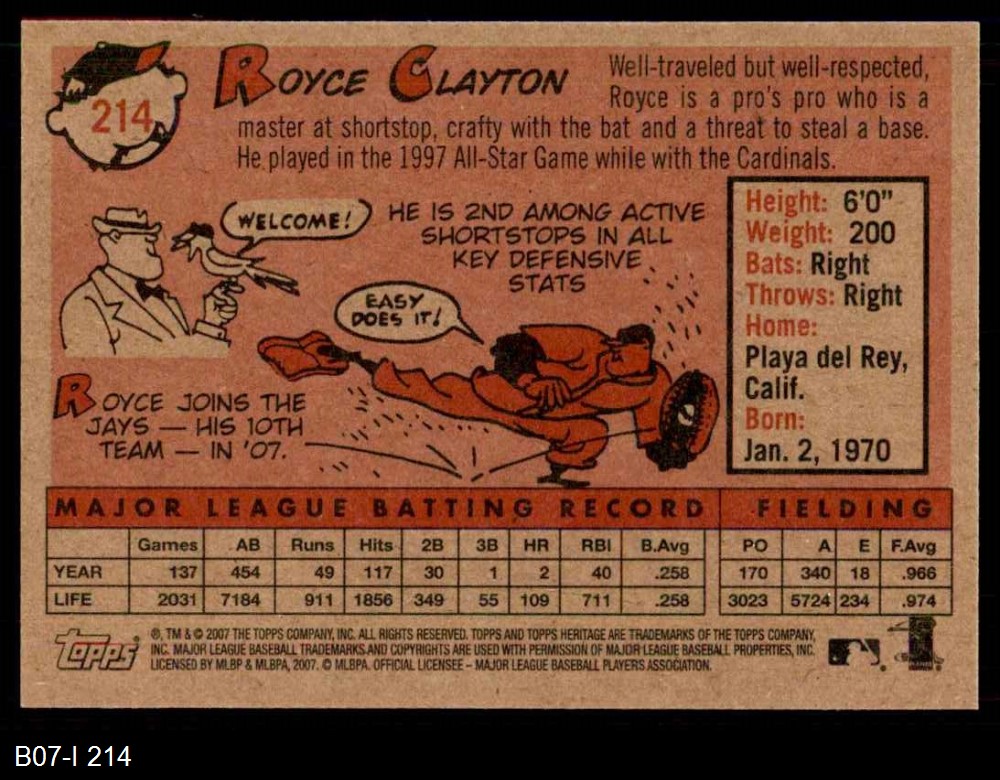 214
ROYCE CLAYTON
Well-traveled but well-respected,
Royce is a pro's pro who is a
master at shortstop, crafty with the bat and a threat to steal a base.
He played in the 1997 All-Star Game while with the Cardinals.
WELCOME!
HE IS 2ND AMONG ACTIVE
SHORTSTOPS IN ALL
KEY DEFENSIVE
STATS
EASY
DOES IT!
ROYCE JOINS THE
JAYS — HIS 10TH
TEAM — IN '07.
Height: 6'0"
Weight: 200
Bats: Right
Throws: Right
Home:
Playa del Rey,
Calif.
Born:
Jan. 2, 1970
MAJOR LEAGUE BATTING RECORD FIELDING
Games AB Runs Hits 2B 3B HR RBI B.Avg PO A E F.Avg
YEAR 137 454 49 117 30 1 2 40 .258 170 340 18 .966
LIFE 2031 7184 911 1856 349 55 109 711 .258 3023 5724 234 .974
topps
®, TM & © 2007 THE TOPPS COMPANY, INC. ALL RIGHTS RESERVED. TOPPS AND TOPPS HERITAGE ARE TRADEMARKS OF THE TOPPS COMPANY,
INC. MAJOR LEAGUE BASEBALL TRADEMARKS AND COPYRIGHTS ARE USED WITH PERMISSION OF MAJOR LEAGUE BASEBALL PROPERTIES, INC.
LICENSED BY MLBP & MLBPA, 2007. © MLBPA. OFFICIAL LICENSEE – MAJOR LEAGUE BASEBALL PLAYERS ASSOCIATION.
B07-I 214